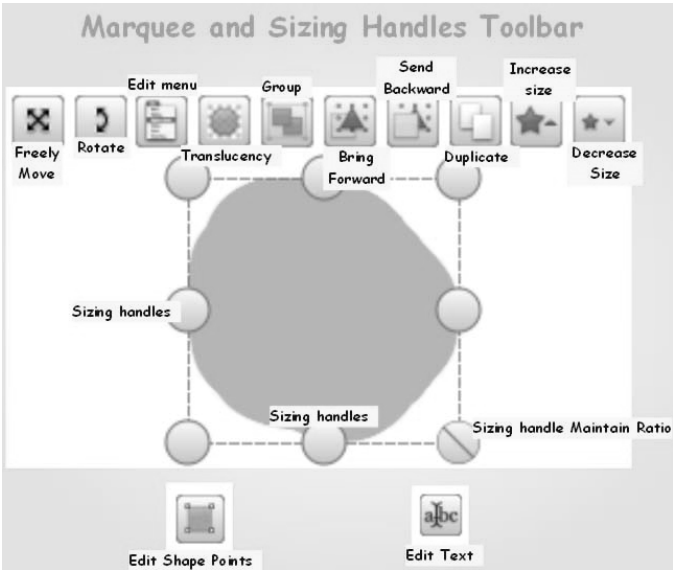 Marquee and Sizing Handles Toolbar
Edit menu
Group
Send
Backward
Increase
size
Freely
Move
Rotate
Translucency
Bring
Forward
Duplicate
Decrease
Size
Sizing handles
Sizing handles
Sizing handle Maintain Ratio
abc
Edit Shape Points
Edit Text